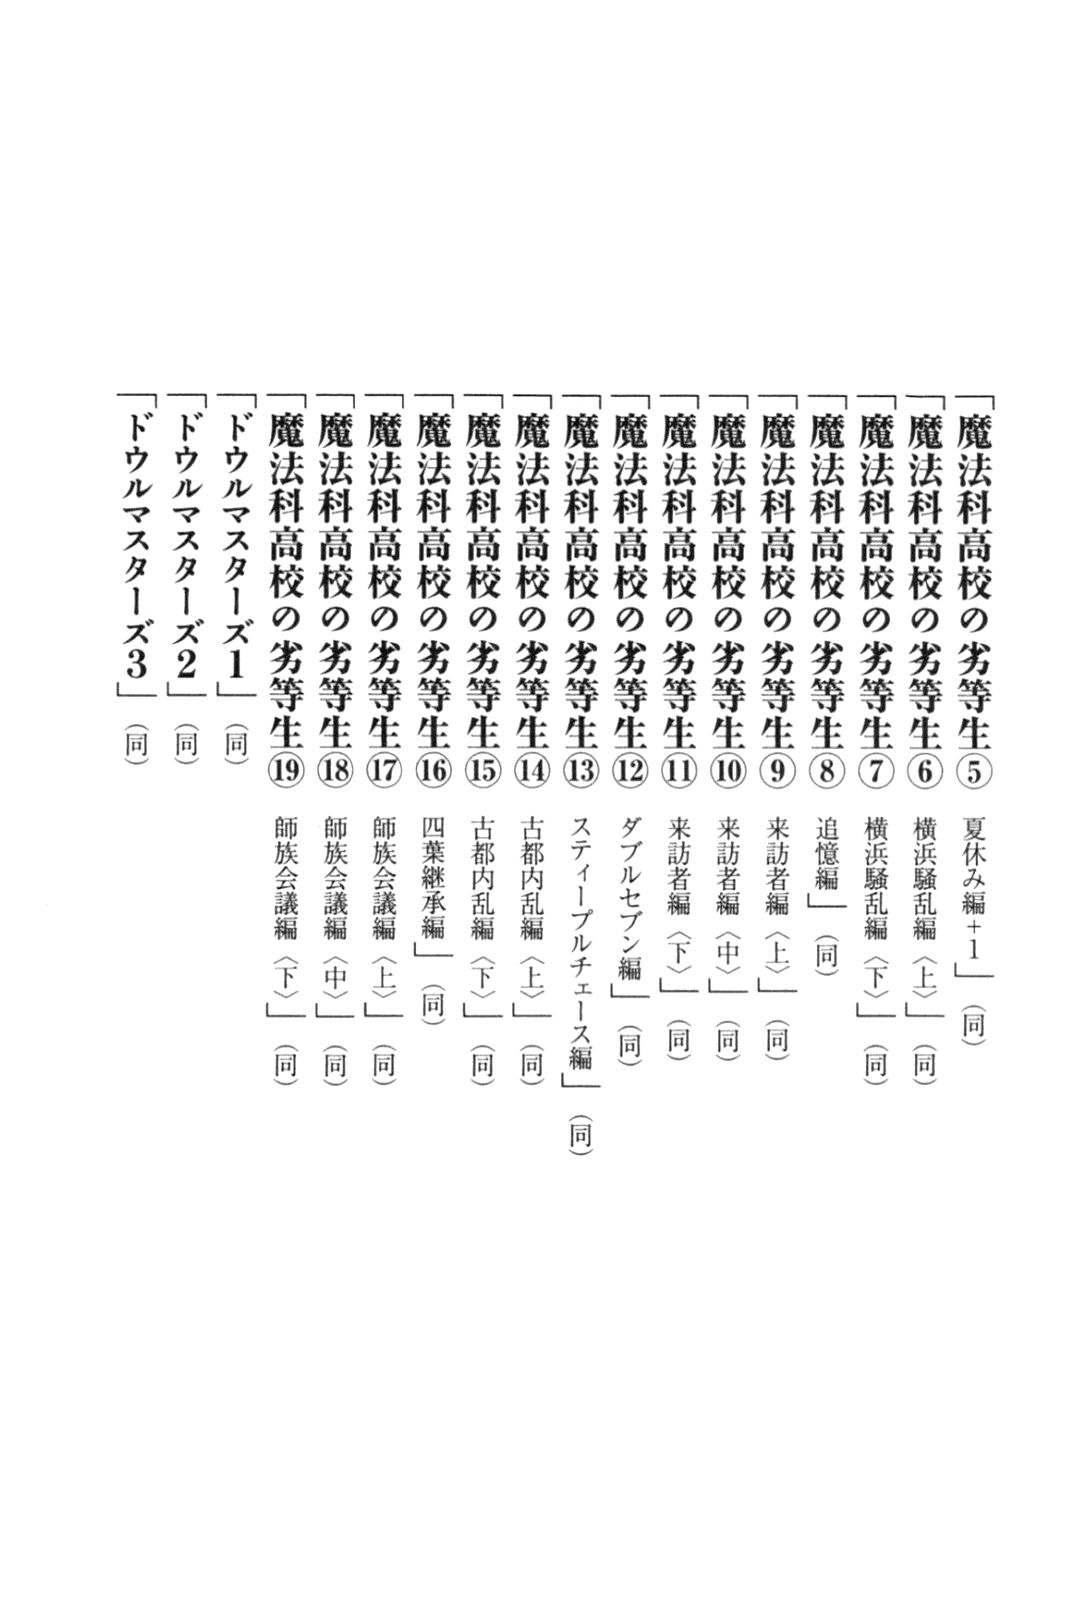 「魔法科高校の劣等生⑤ 夏休み編+1」(同)
「魔法科高校の劣等生⑥ 横浜騒乱編〈上〉」(同)
「魔法科高校の劣等生⑦ 横浜騒乱編〈下〉」(同)
「魔法科高校の劣等生⑧ 追憶編」(同)
「魔法科高校の劣等生⑨ 来訪者編〈上〉」(同)
「魔法科高校の劣等生⑩ 来訪者編〈中〉」(同)
「魔法科高校の劣等生⑪ 来訪者編〈下〉」(同)
「魔法科高校の劣等生⑫ ダブルセブン編」(同)
「魔法科高校の劣等生⑬ スティープルチェース編」(同)
「魔法科高校の劣等生⑭ 古都内乱編〈上〉」(同)
「魔法科高校の劣等生⑮ 古都内乱編〈下〉」(同)
「魔法科高校の劣等生⑯ 四葉継承編」(同)
「魔法科高校の劣等生⑰ 師族会議編〈上〉」(同)
「魔法科高校の劣等生⑱ 師族会議編〈中〉」(同)
「魔法科高校の劣等生⑲ 師族会議編〈下〉」(同)
「ドウルマスターズ1」(同)
「ドウルマスターズ2」(同)
「ドウルマスターズ3」(同)